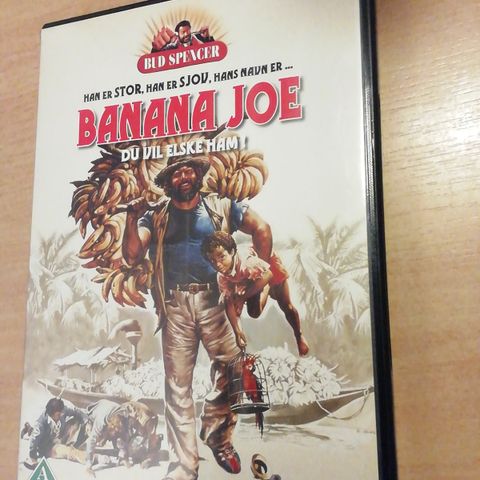 BUD SPENCER
HAN ER STOR, HAN ER SJOV, HANS NAVN ER ...
BANANA JOE
DU VIL ELSKE HAM!
A